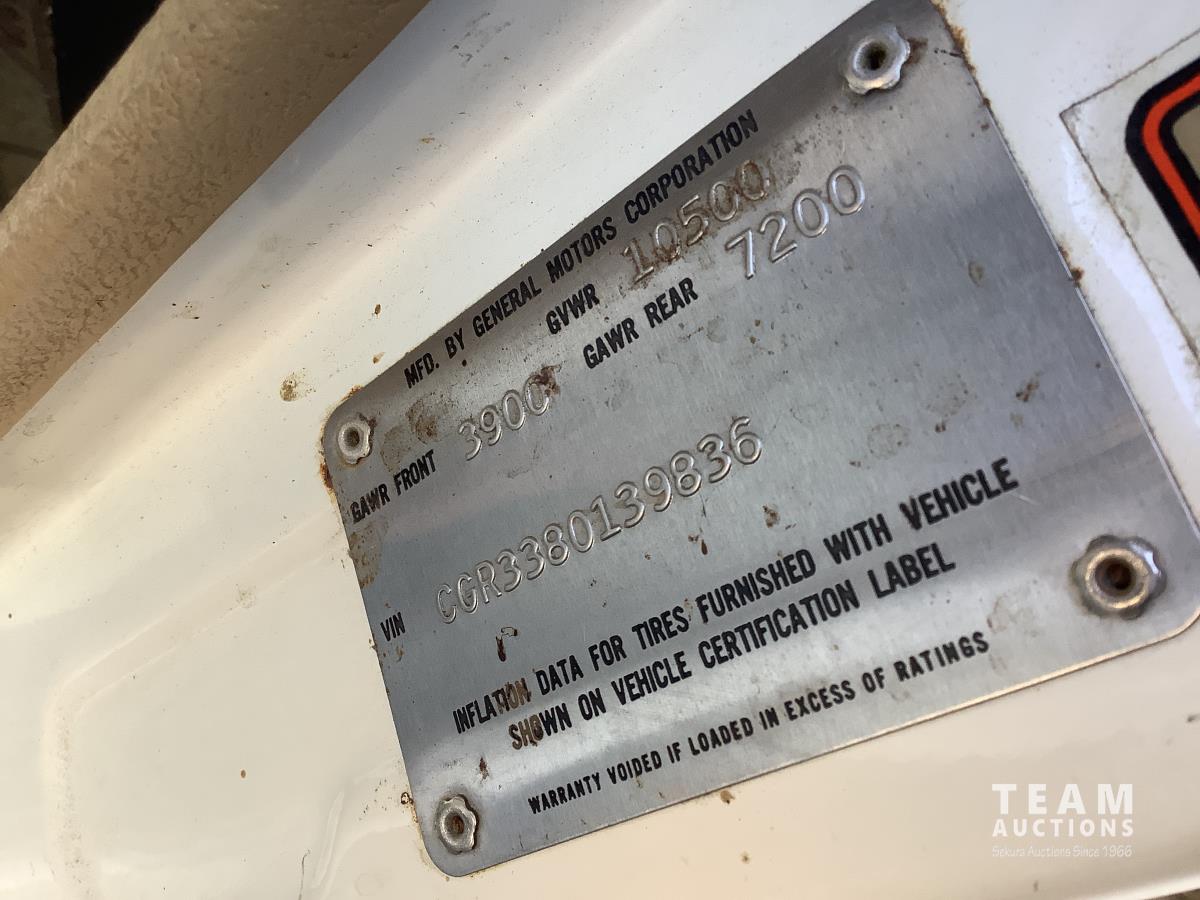 MFD. BY GENERAL MOTORS CORPORATION
GVWR 10500
GAWR FRONT 3900 GAWR REAR 7200
VIN CGR3380139836
INFLATION DATA FOR TIRES FURNISHED WITH VEHICLE
SHOWN ON VEHICLE CERTIFICATION LABEL
WARRANTY VOIDED IF LOADED IN EXCESS OF RATINGS
TEAM
AUCTIONS
Sekura Auctions Since 1966